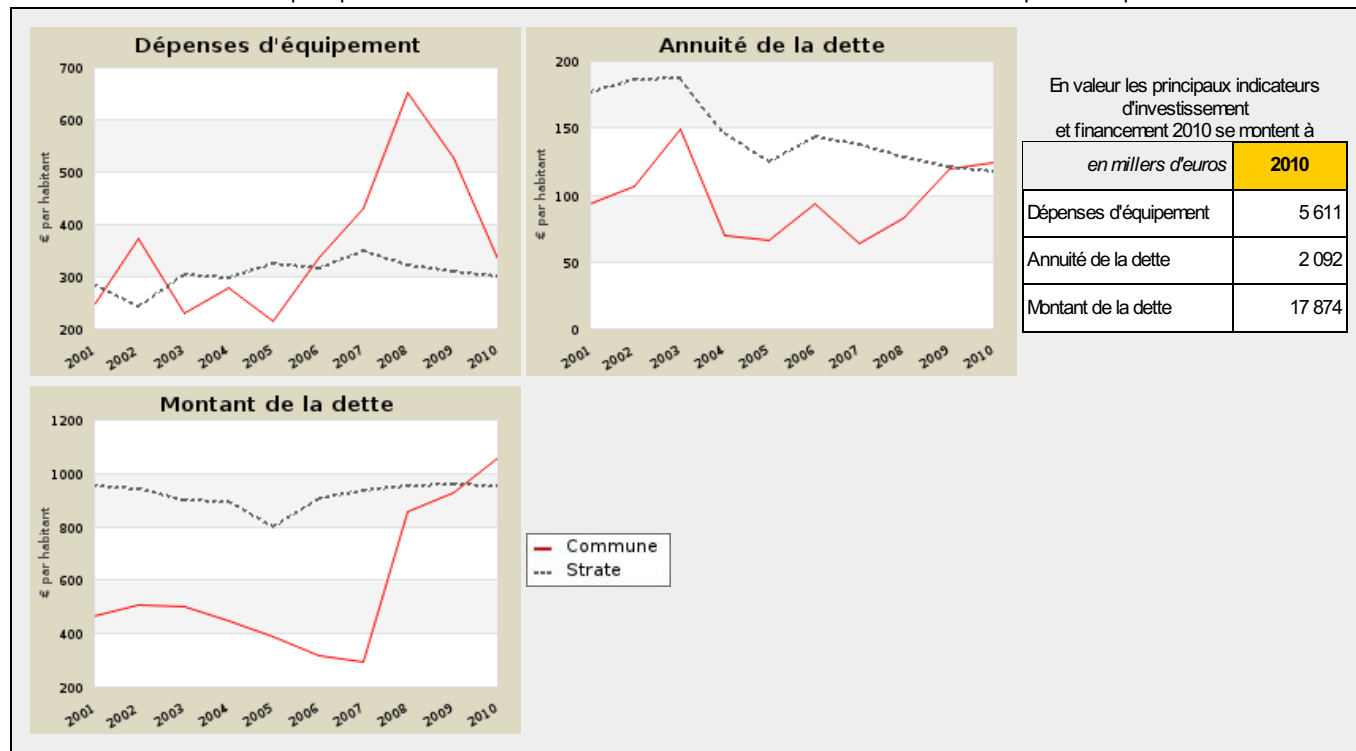 Dépenses d'équipement
€ par habitant
700
600
500
400
300
200
2001 2002 2003 2004 2005 2006 2007 2008 2009 2010
Annuité de la dette
€ par habitant
200
150
100
50
0
2001 2002 2003 2004 2005 2006 2007 2008 2009 2010
En valeur les principaux indicateurs
d'investissement
et financement 2010 se montent à
en millers d'euros 2010
Dépenses d'équipement 5 611
Annuité de la dette 2 092
Montant de la dette 17 874
Montant de la dette
€ par habitant
1200
1000
800
600
400
200
2001 2002 2003 2004 2005 2006 2007 2008 2009 2010
Commune
Strate